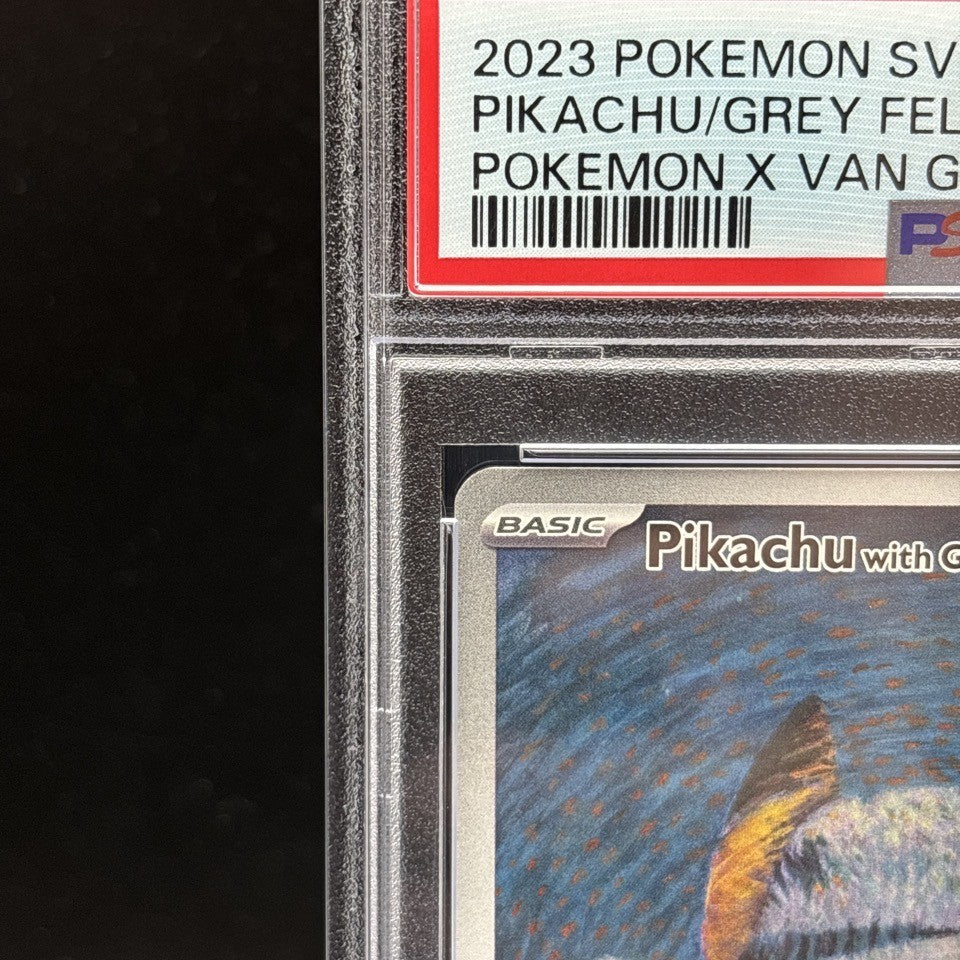 2023 POKEMON SV
PIKACHU/GREY FEL
POKEMON X VAN G
PS
BASIC
Pikachu with G